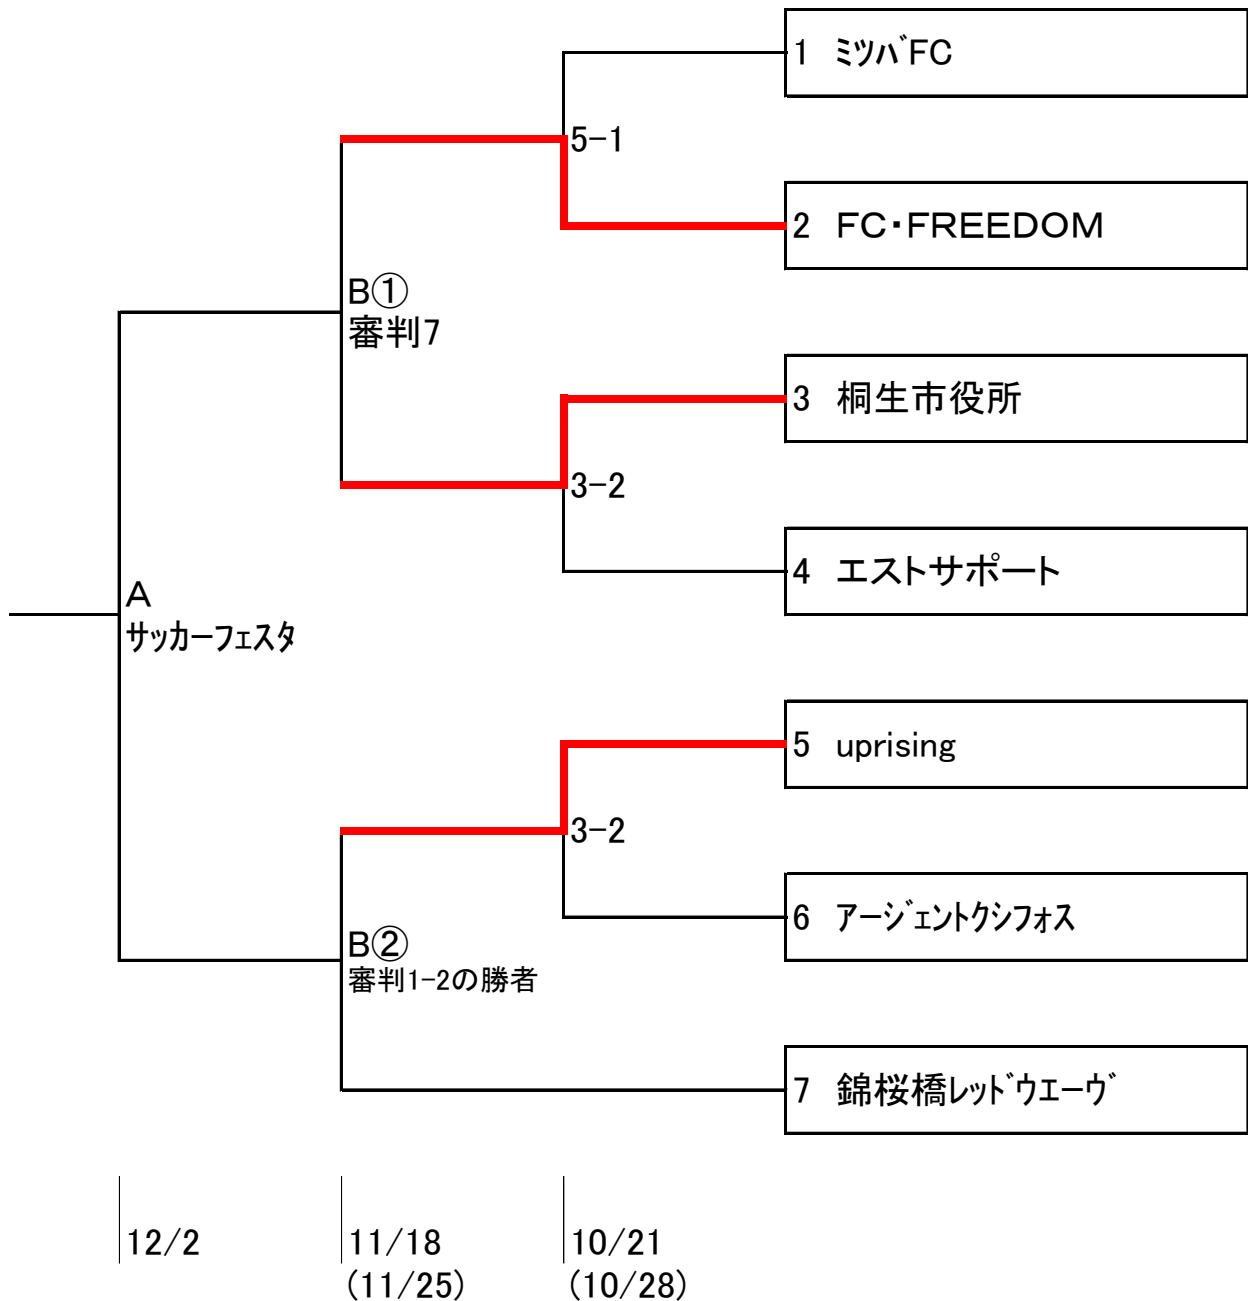 1 ミツバFC
5-1
2 FC・FREEDOM
B①
審判7
3 桐生市役所
3-2
4 エストサポート
A
サッカーフェスタ
5 uprising
3-2
6 アージェントクシフォス
B②
審判1-2の勝者
7 錦桜橋レッドウエーヴ
12/2
11/18
(11/25)
10/21
(10/28)